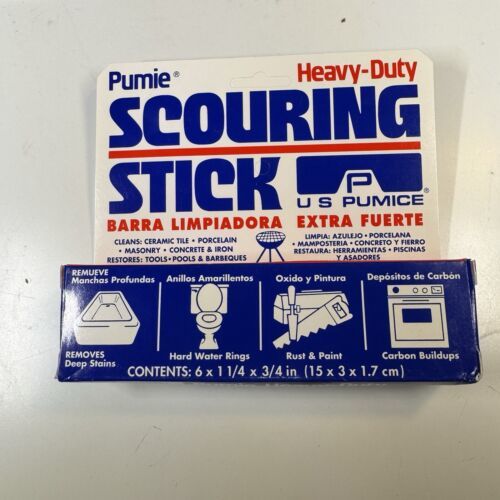 Pumie®
Heavy-Duty
SCOURING
STICK
P
U S PUMICE®
BARRA LIMPIADORA EXTRA FUERTE
CLEANS: CERAMIC TILE • PORCELAIN
• MASONRY • CONCRETE & IRON
RESTORES: TOOLS • POOLS & BARBEQUES
LIMPIA: AZULEJO • PORCELANA
• MAMPOSTERIA • CONCRETO Y FIERRO
RESTAURA: HERRAMIENTAS • PISCINAS
Y ASADORES
REMUEVE
Manchas Profundas
REMOVES
Deep Stains
Anillos Amarillentos
Hard Water Rings
Oxido y Pintura
Rust & Paint
Depósitos de Carbón
Carbon Buildups
CONTENTS: 6 x 1 1/4 x 3/4 in (15 x 3 x 1.7 cm)